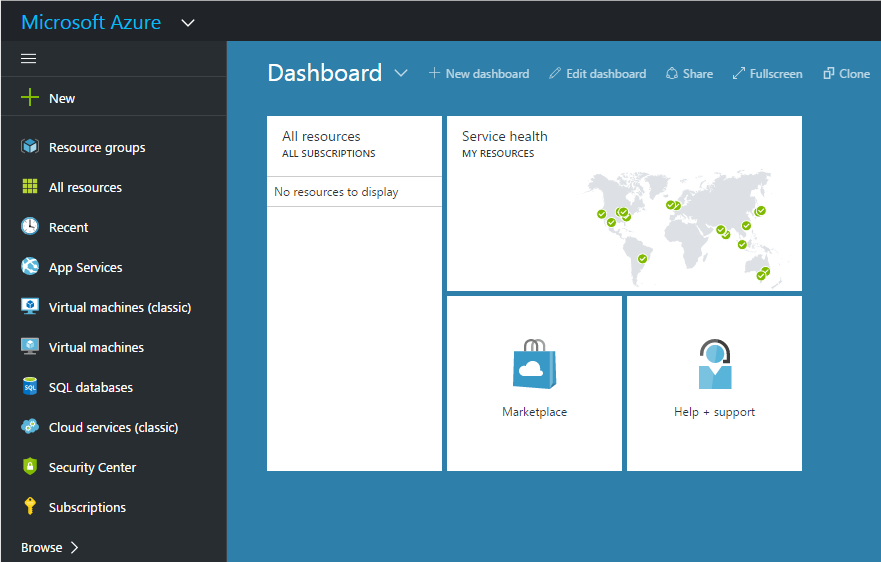 Microsoft Azure
Dashboard
New dashboard
Edit dashboard
Share
Fullscreen
Clone
New
Resource groups
All resources
Recent
App Services
Virtual machines (classic)
Virtual machines
SQL
SQL databases
Cloud services (classic)
Security Center
Subscriptions
Browse
All resources
ALL SUBSCRIPTIONS
No resources to display
Service health
MY RESOURCES
Marketplace
Help + support